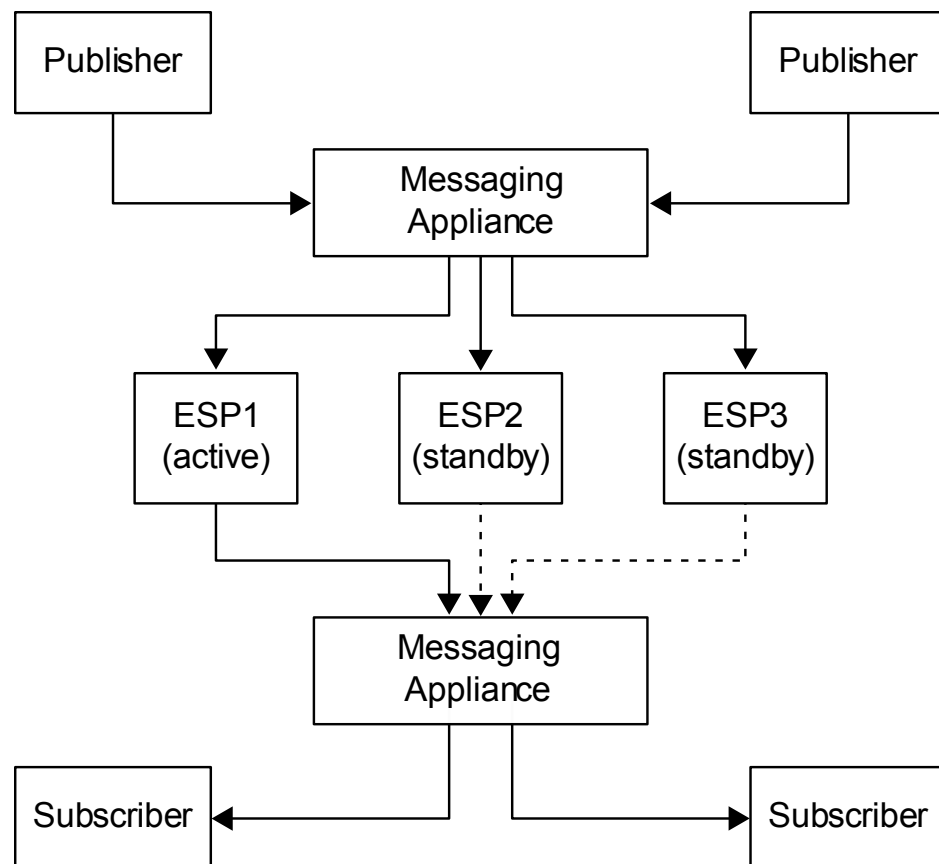 Publisher
Publisher
Messaging
Appliance
ESP1
(active)
ESP2
(standby)
ESP3
(standby)
Messaging
Appliance
Subscriber
Subscriber